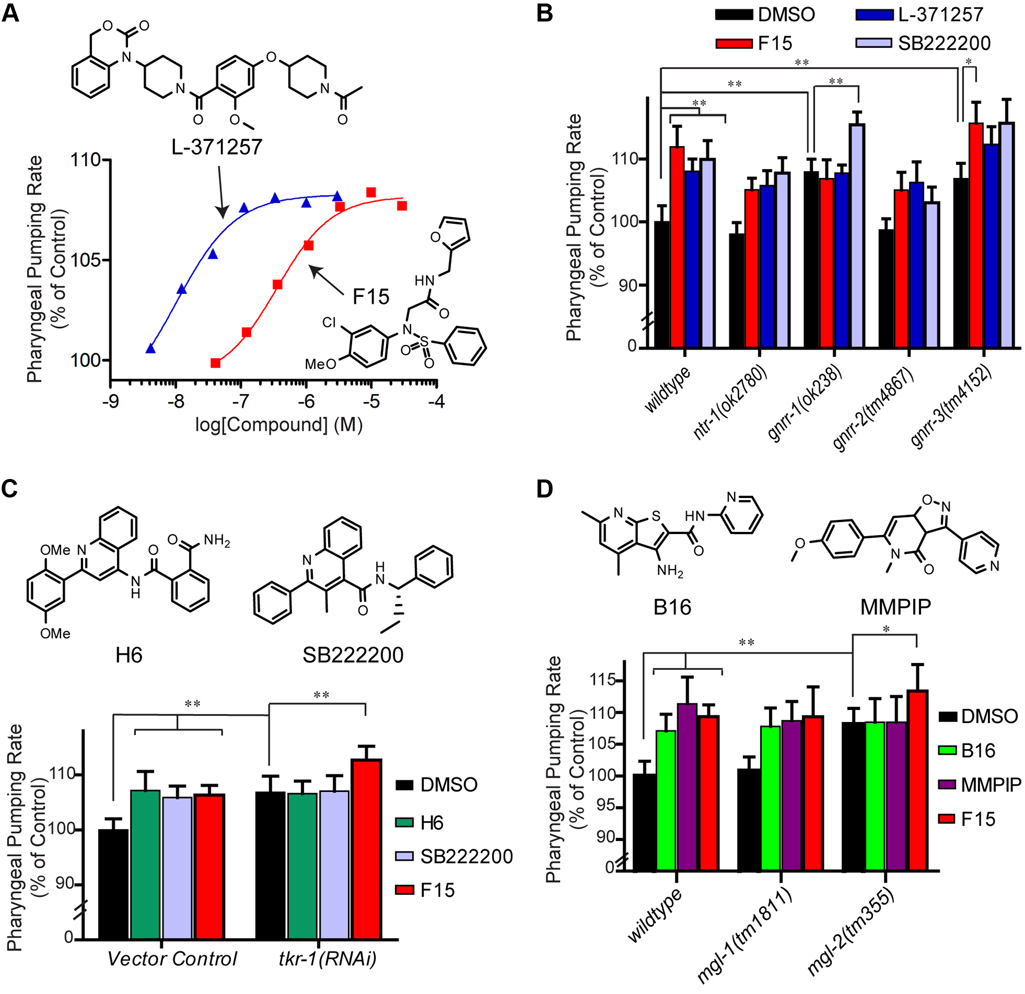 A
O
O
N
N
O
O
O
N
O
L-371257
110
105
100
Pharyngeal Pumping Rate
(% of Control)
F15
O
HN
O
Cl
N
MeO
O
S
O
-9
-8
-7
-6
-5
-4
log[Compound] (M)
B
DMSO
L-371257
F15
SB222200
**
**
**
**
*
110
100
90
0
Pharyngeal Pumping Rate
(% of Control)
wildtype
ntr-1(ok2780)
gnrr-1(ok238)
gnrr-2(tm4867)
gnrr-3(tm4152)
C
OMe
N
O
O
NH2
N
H
OMe
H6
N
H
N
O
SB222200
**
**
110
100
90
0
Pharyngeal Pumping Rate
(% of Control)
DMSO
H6
SB222200
F15
Vector Control
tkr-1(RNAi)
D
N
S
HN
N
O
NH2
B16
O
N
O
N
O
N
MMPIP
**
*
115
110
105
100
95
90
0
Pharyngeal Pumping Rate
(% of Control)
DMSO
B16
MMPIP
F15
wildtype
mgl-1(tm1811)
mgl-2(tm355)